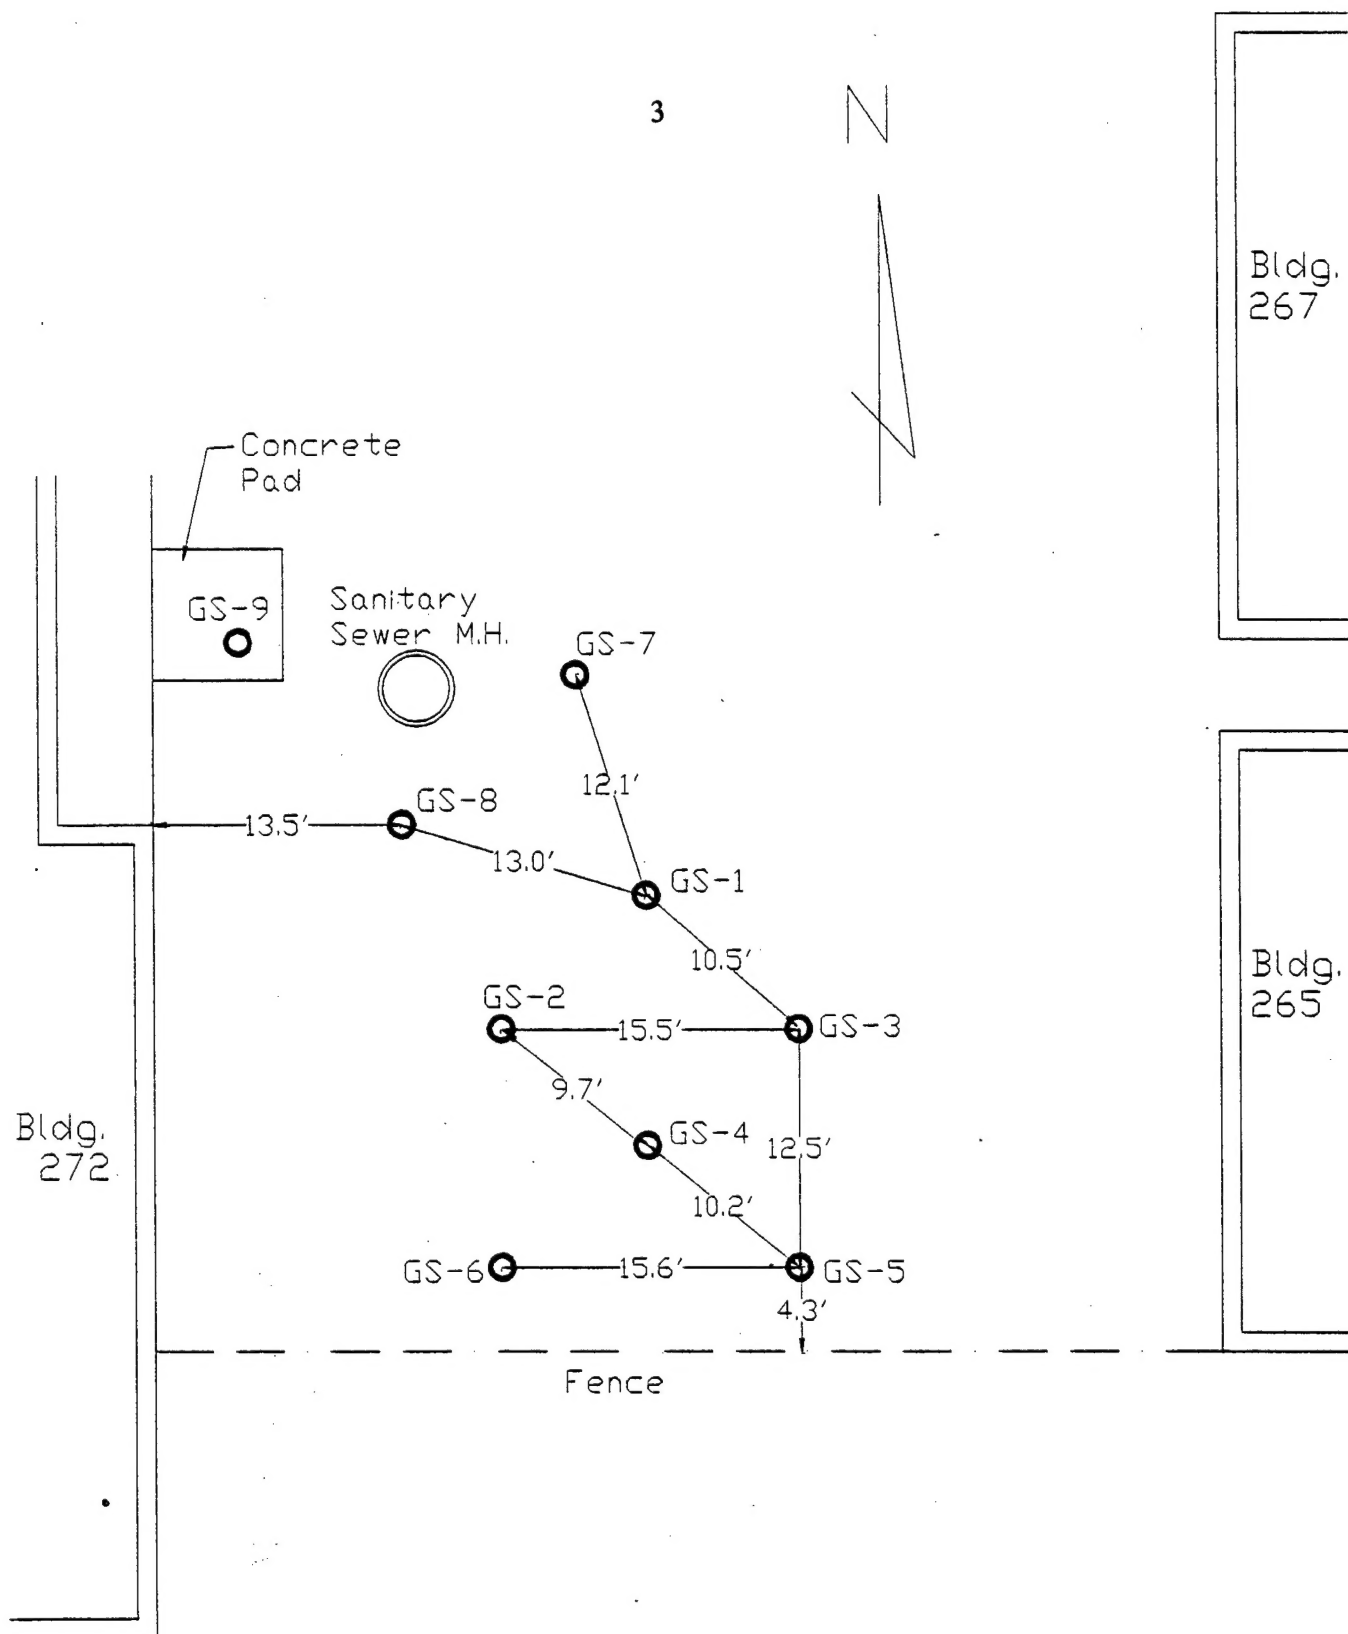 3
N
Bldg.
267
Concrete
Pad
GS-9
Sanitary
Sewer M.H.
GS-7
12.1'
GS-8
13.5'
13.0'
GS-1
10.5'
Bldg.
265
GS-2
15.5'
GS-3
9.7'
Bldg.
272
GS-4
12.5'
10.2'
GS-6
15.6'
GS-5
4.3'
Fence